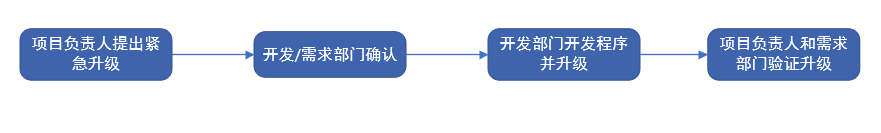 项目负责人提出紧
急升级
开发/需求部门确认
开发部门开发程序
并升级
项目负责人和需求
部门验证升级